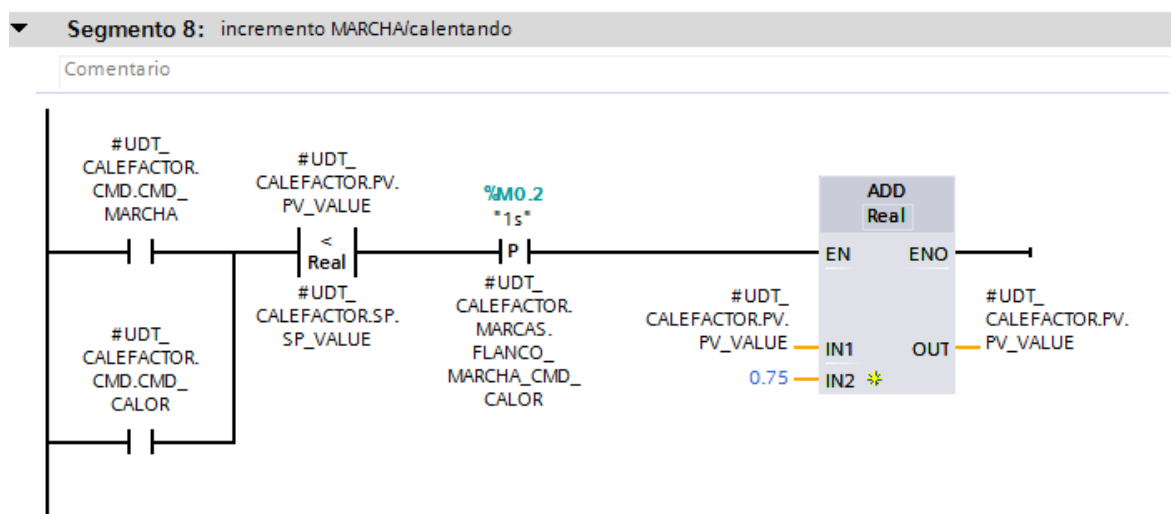 Segmento 8: incremento MARCHA/calentando
Comentario
#UDT_
CALEFACTOR.
CMD.CMD_
MARCHA
#UDT_
CALEFACTOR.PV.
PV_VALUE
<
Real
#UDT_
CALEFACTOR.SP.
SP_VALUE
%M0.2
"1s"
P
#UDT_
CALEFACTOR.
MARCAS.
FLANCO_
MARCHA_CMD_
CALOR
ADD
Real
EN ENO
#UDT_
CALEFACTOR.PV.
PV_VALUE
IN1
0.75
IN2
OUT
#UDT_
CALEFACTOR.PV.
PV_VALUE
#UDT_
CALEFACTOR.
CMD.CMD_
CALOR